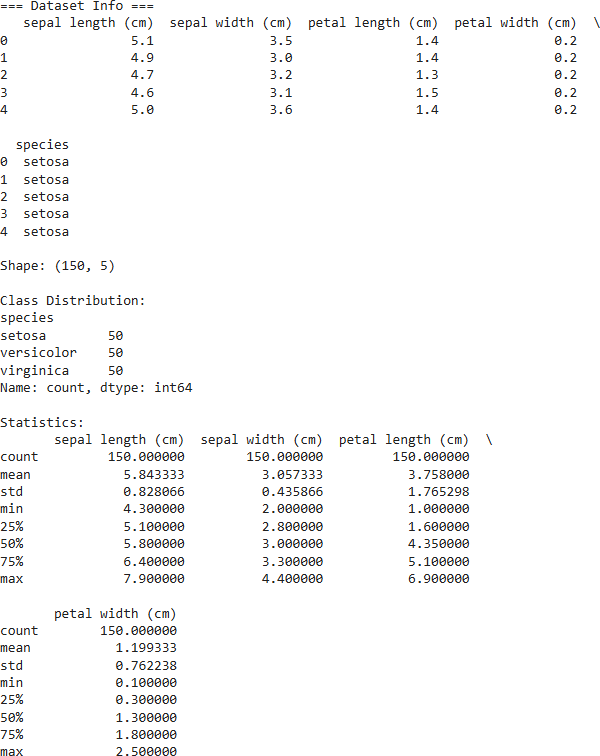 === Dataset Info ===
   sepal length (cm)  sepal width (cm)  petal length (cm)  petal width (cm)  \
0                5.1               3.5                1.4               0.2
1                4.9               3.0                1.4               0.2
2                4.7               3.2                1.3               0.2
3                4.6               3.1                1.5               0.2
4                5.0               3.6                1.4               0.2

  species
0  setosa
1  setosa
2  setosa
3  setosa
4  setosa

Shape: (150, 5)

Class Distribution:
species
setosa        50
versicolor    50
virginica     50
Name: count, dtype: int64

Statistics:
       sepal length (cm)  sepal width (cm)  petal length (cm)  \
count         150.000000        150.000000         150.000000
mean            5.843333          3.057333           3.758000
std             0.828066          0.435866           1.765298
min             4.300000          2.000000           1.000000
25%             5.100000          2.800000           1.600000
50%             5.800000          3.000000           4.350000
75%             6.400000          3.300000           5.100000
max             7.900000          4.400000           6.900000

       petal width (cm)
count        150.000000
mean           1.199333
std            0.762238
min            0.100000
25%            0.300000
50%            1.300000
75%            1.800000
max            2.500000